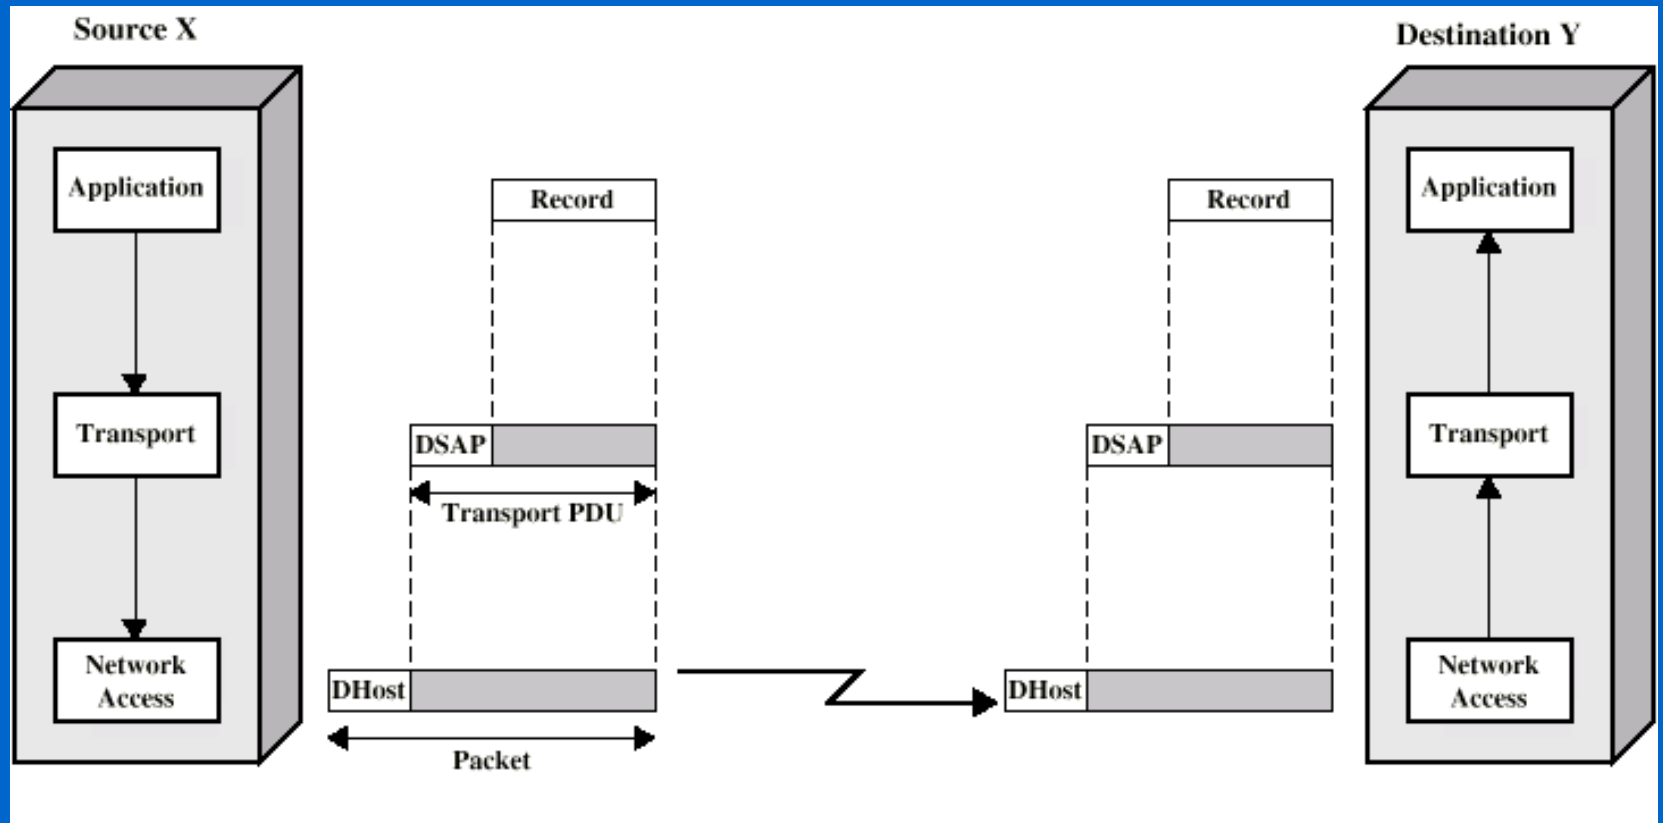 Source X
Destination Y
Application
Record
Record
Application
Transport
DSAP
DSAP
Transport
Transport PDU
Network
Access
DHost
DHost
Network
Access
Packet